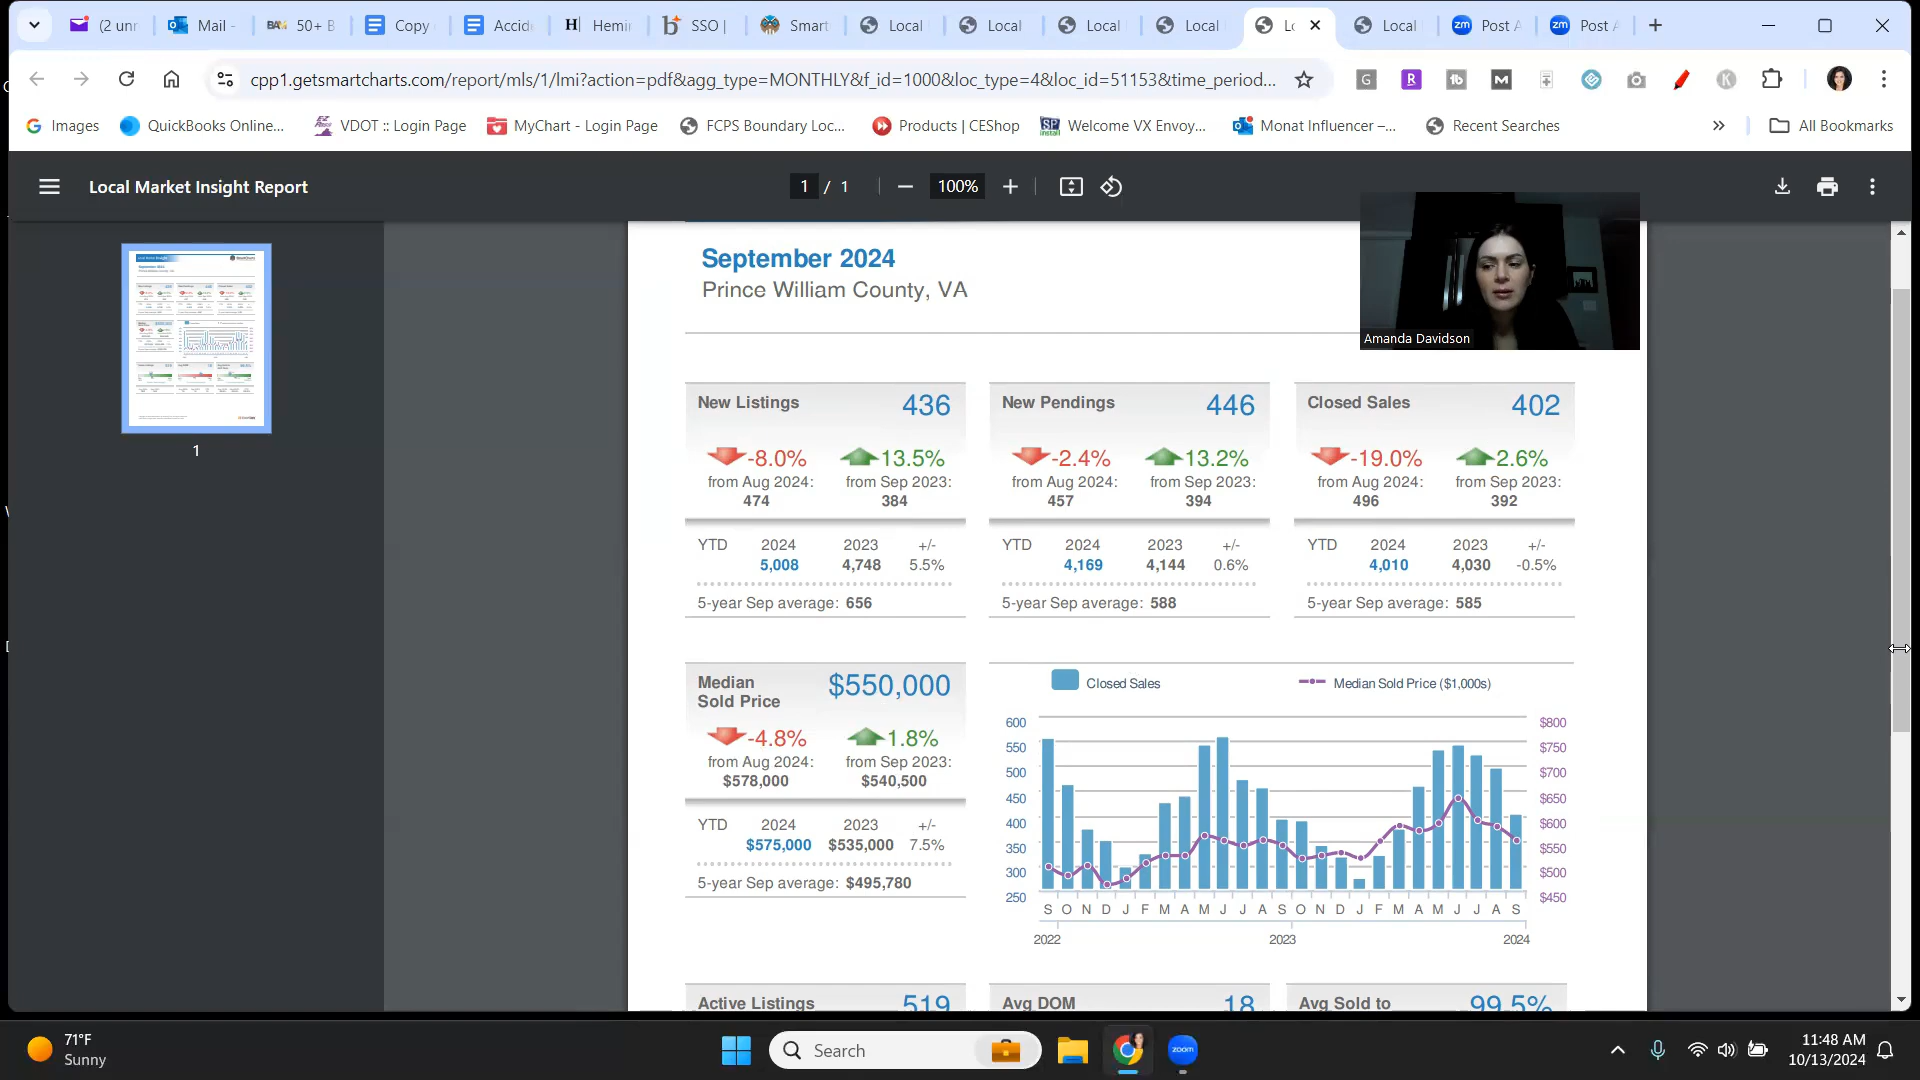 (2 unr
Mail -
BAM 50+ B
Copy
Accid
H Hemin
SSO |
Smart
Local
Local
Local
Local
Lo
Local
zm Post A
zm Post A
cpp1.getsmartcharts.com/report/mls/1/lmi?action=pdf&agg_type=MONTHLY&f_id=1000&loc_type=4&loc_id=51153&time_period...
Images
QuickBooks Online...
VDOT :: Login Page
MyChart - Login Page
FCPS Boundary Loc...
Products | CEShop
Welcome VX Envoy...
Monat Influencer –...
Recent Searches
»
All Bookmarks
Local Market Insight Report
1 / 1
100%
1
September 2024
Prince William County, VA
Amanda Davidson
New Listings 436
-8.0% 13.5%
from Aug 2024: from Sep 2023:
474 384
YTD 2024 2023 +/-
5,008 4,748 5.5%
5-year Sep average: 656
New Pendings 446
-2.4% 13.2%
from Aug 2024: from Sep 2023:
457 394
YTD 2024 2023 +/-
4,169 4,144 0.6%
5-year Sep average: 588
Closed Sales 402
-19.0% 2.6%
from Aug 2024: from Sep 2023:
496 392
YTD 2024 2023 +/-
4,010 4,030 -0.5%
5-year Sep average: 585
Median
Sold Price $550,000
-4.8% 1.8%
from Aug 2024: from Sep 2023:
$578,000 $540,500
YTD 2024 2023 +/-
$575,000 $535,000 7.5%
5-year Sep average: $495,780
Closed Sales Median Sold Price ($1,000s)
600 $800
550 $750
500 $700
450 $650
400 $600
350 $550
300 $500
250 $450
S O N D J F M A M J J A S O N D J F M A M J J A S
2022 2023 2024
Active Listings 519
Avg DOM 18
Avg Sold to 99.5%
71°F
Sunny
Search
zoom
11:48 AM
10/13/2024